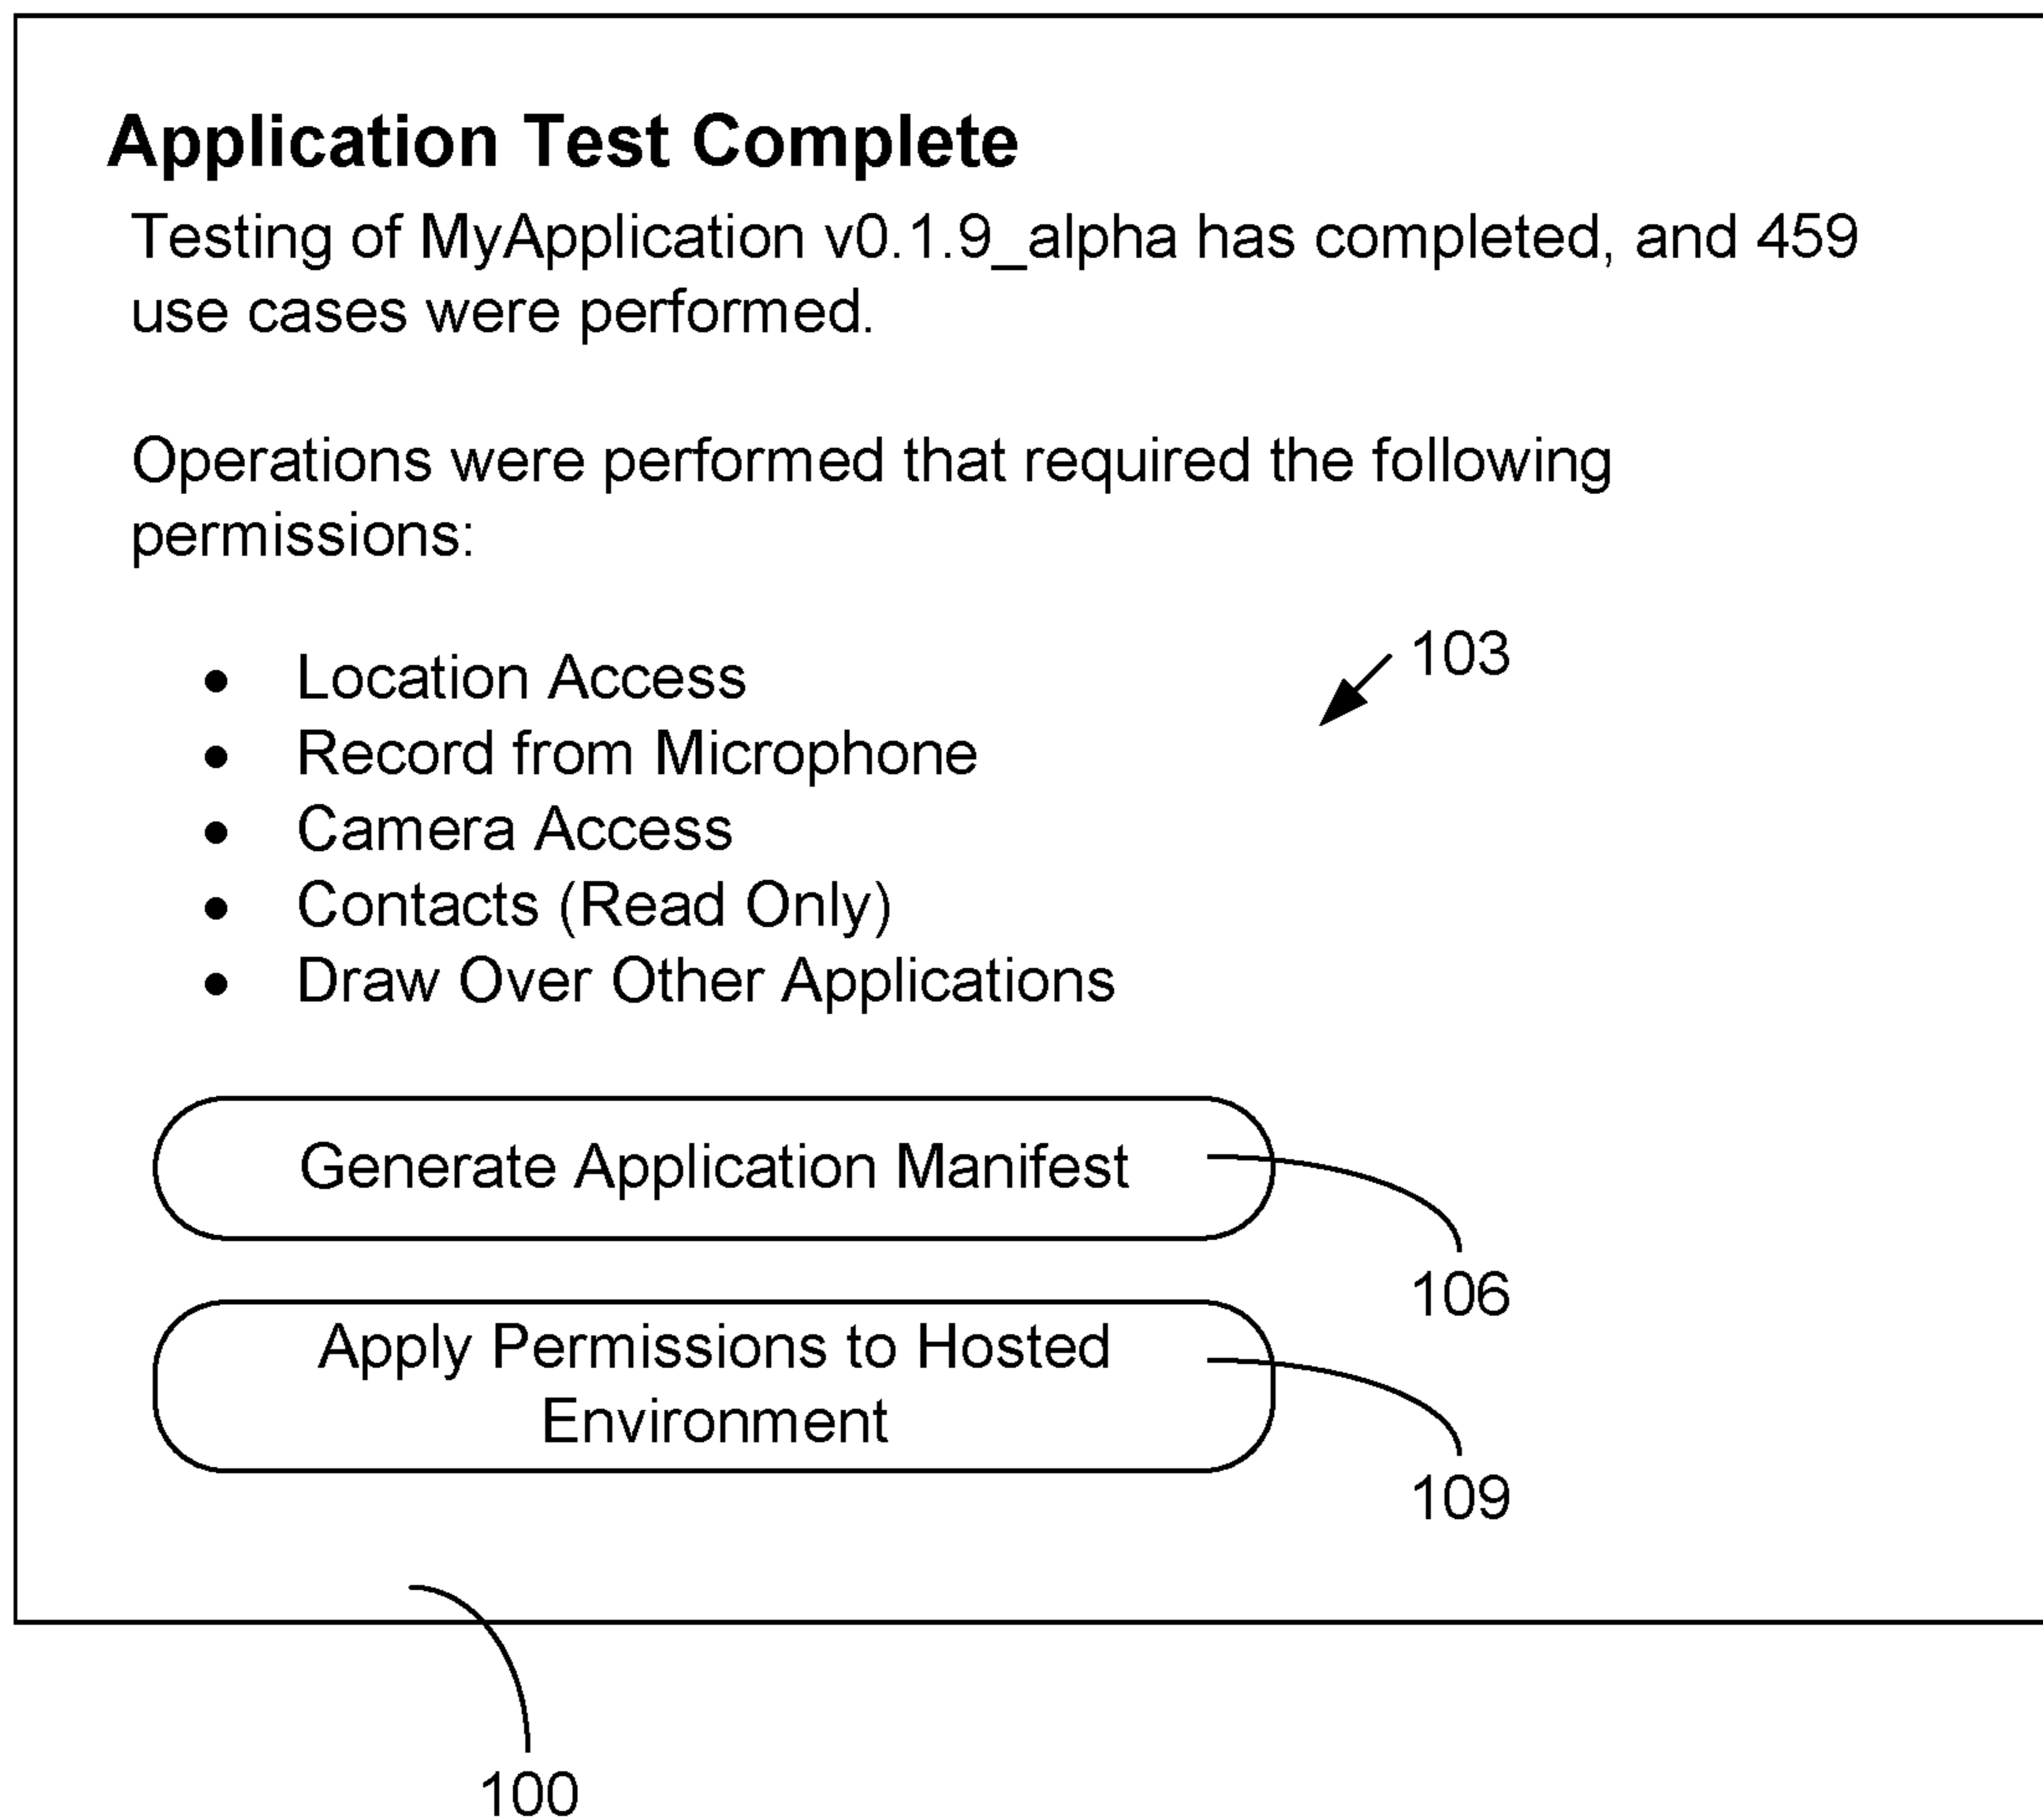 Application Test Complete
Testing of MyApplication v0.1.9_alpha has completed, and 459
use cases were performed.
Operations were performed that required the following
permissions:
103
• Location Access
• Record from Microphone
• Camera Access
• Contacts (Read Only)
• Draw Over Other Applications
Generate Application Manifest
106
Apply Permissions to Hosted
Environment
109
100